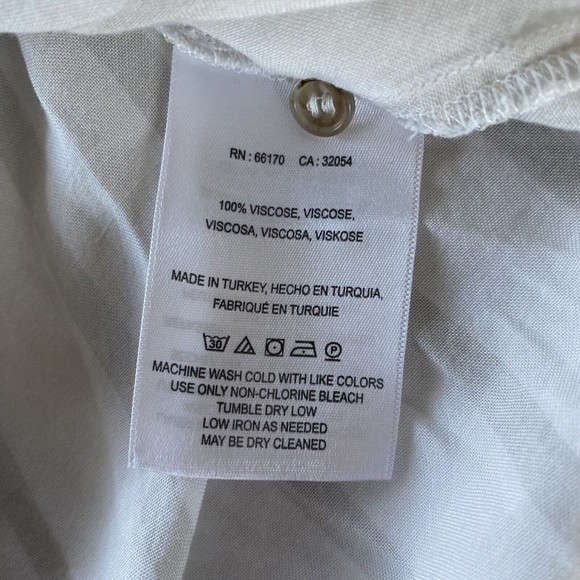 RN : 66170 CA : 32054
100% VISCOSE, VISCOSE,
VISCOSA, VISCOSA, VISKOSE
MADE IN TURKEY, HECHO EN TURQUIA,
FABRIQUÉ EN TURQUIE
30 P
MACHINE WASH COLD WITH LIKE COLORS
USE ONLY NON-CHLORINE BLEACH
TUMBLE DRY LOW
LOW IRON AS NEEDED
MAY BE DRY CLEANED